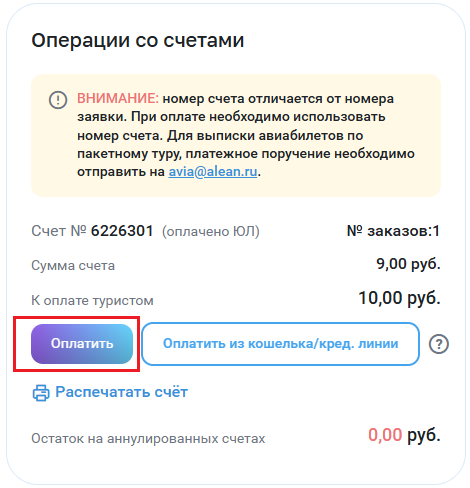 Операции со счетами
ВНИМАНИЕ: номер счета отличается от номера
заявки. При оплате необходимо использовать
номер счета. Для выписки авиабилетов по
пакетному туру, платежное поручение необходимо
отправить на avia@alean.ru.
Счет № 6226301 (оплачено ЮЛ) № заказов:1
Сумма счета 9,00 руб.
К оплате туристом 10,00 руб.
Оплатить Оплатить из кошелька/кред. линии ?
Распечатать счёт
Остаток на аннулированных счетах 0,00 руб.